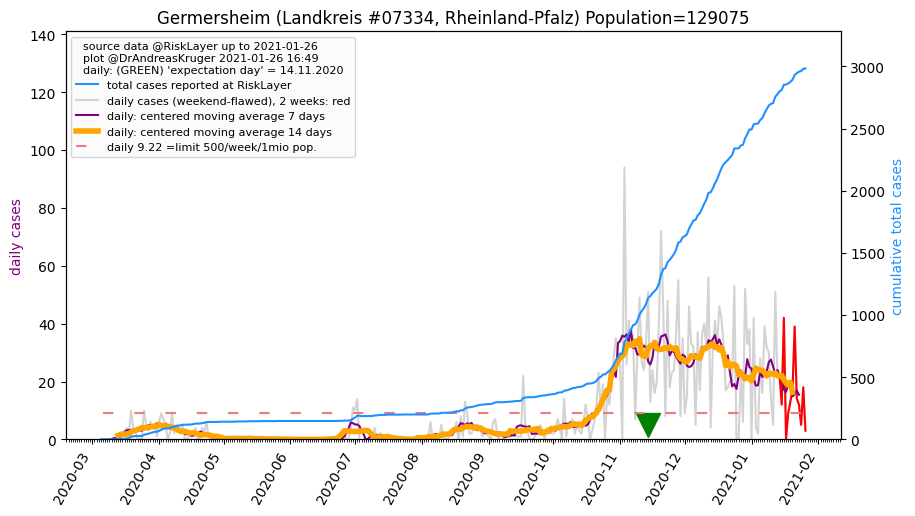 Germersheim (Landkreis #07334, Rheinland-Pfalz) Population=129075
source data @RiskLayer up to 2021-01-26
plot @DrAndreasKruger 2021-01-26 16:49
daily: (GREEN) 'expectation day' = 14.11.2020
total cases reported at RiskLayer
daily cases (weekend-flawed), 2 weeks: red
daily: centered moving average 7 days
daily: centered moving average 14 days
daily 9.22 =limit 500/week/1mio pop.
daily cases
140
120
100
80
60
40
20
0
cumulative total cases
3000
2500
2000
1500
1000
500
0
2020-03
2020-04
2020-05
2020-06
2020-07
2020-08
2020-09
2020-10
2020-11
2020-12
2021-01
2021-02